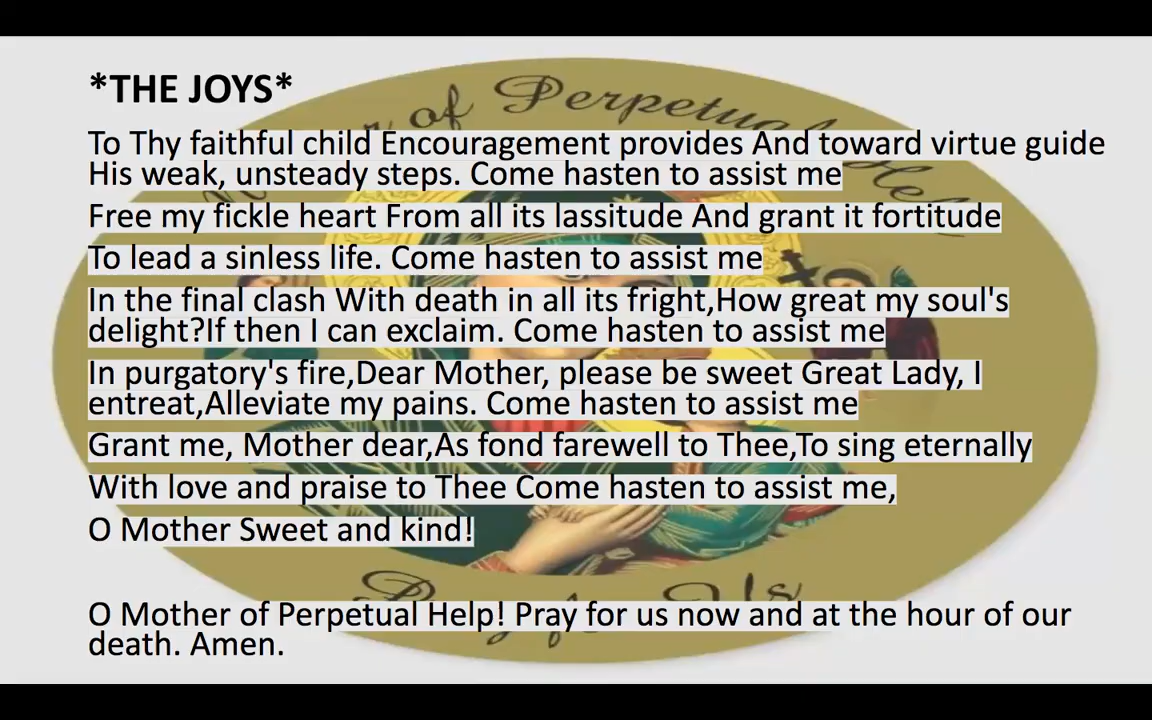 *THE JOYS*
of Perpetual
To Thy faithful child Encouragement provides And toward virtue guide
His weak, unsteady steps. Come hasten to assist me
Free my fickle heart From all its lassitude And grant it fortitude
To lead a sinless life. Come hasten to assist me
In the final clash With death in all its fright,How great my soul's
delight?If then I can exclaim. Come hasten to assist me
In purgatory's fire,Dear Mother, please be sweet Great Lady, I
entreat,Alleviate my pains. Come hasten to assist me
Grant me, Mother dear,As fond farewell to Thee,To sing eternally
With love and praise to Thee Come hasten to assist me,
O Mother Sweet and kind!
Us
O Mother of Perpetual Help! Pray for us now and at the hour of our
death. Amen.